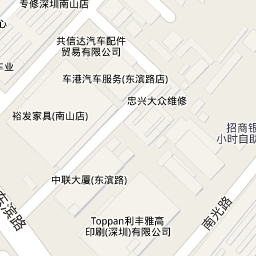 专修深圳南山店
心
共信达汽车配件
贸易有限公司
车业
车港汽车服务(东滨路店)
忠兴大众维修
裕发家具(南山店)
招商银
小时自助
中联大厦(东滨路)
东滨路
南光路
Toppan利丰雅高
印刷(深圳)有限公司